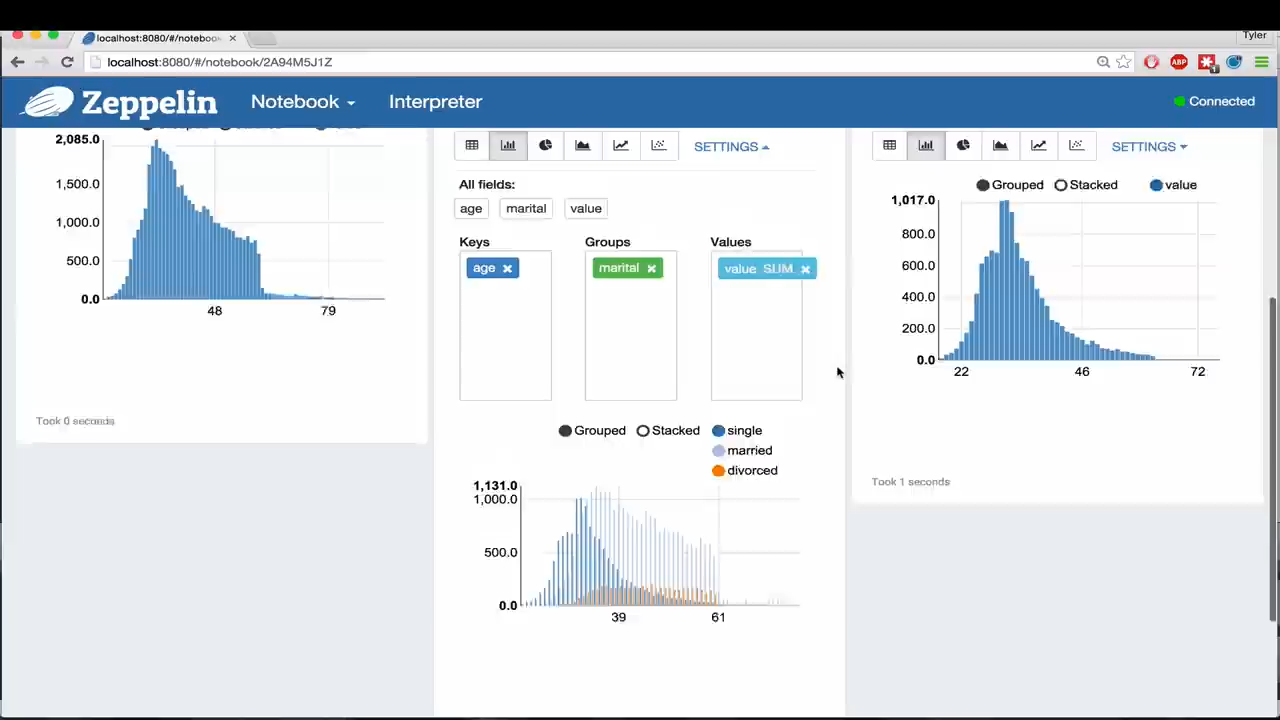 Tyler
localhost:8080/#/noteboo
localhost:8080/#/notebook/2A94M5J1Z
ABP
1
Zeppelin
Notebook
Interpreter
Connected
2,085.0
1,500.0
1,000.0
500.0
0.0
48
79
Took 0 seconds
SETTINGS
All fields:
age
marital
value
Keys
Groups
Values
age
marital
value SUM
Grouped
Stacked
single
married
divorced
1,131.0
1,000.0
500.0
0.0
39
61
SETTINGS
Grouped
Stacked
value
1,017.0
800.0
600.0
400.0
200.0
0.0
22
46
72
Took 1 seconds